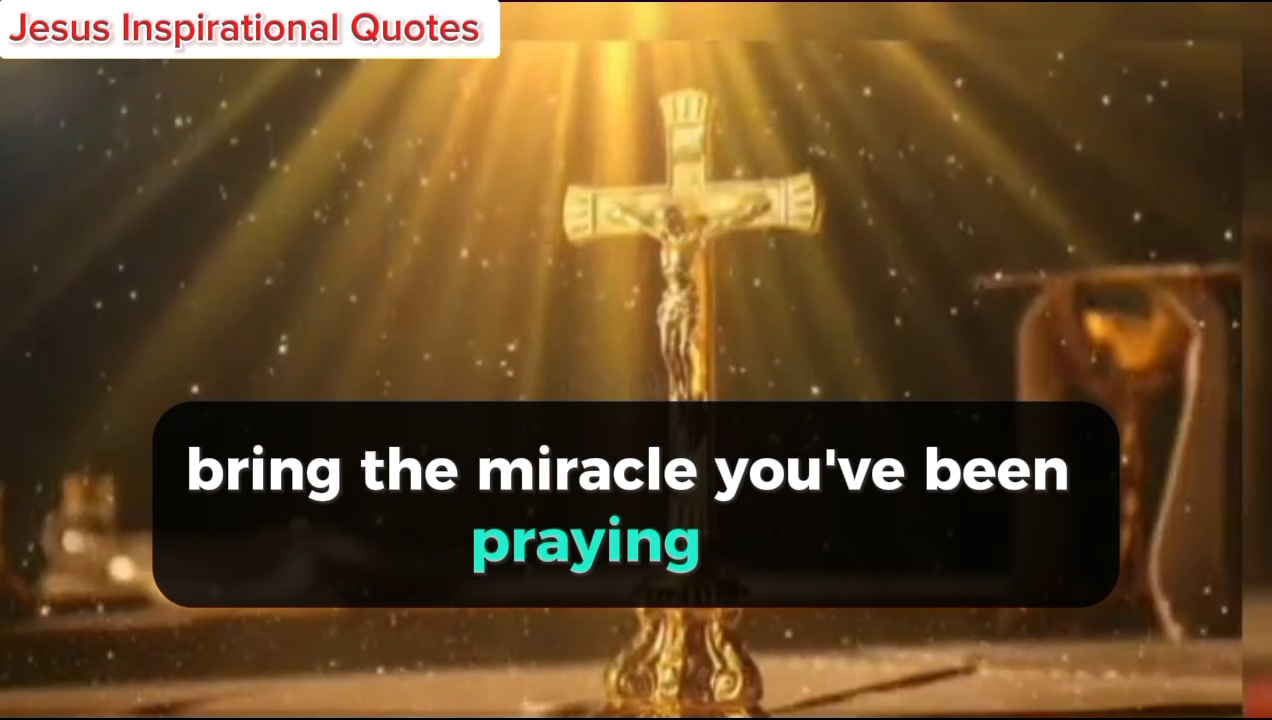 Jesus Inspirational Quotes
bring the miracle you've been
praying